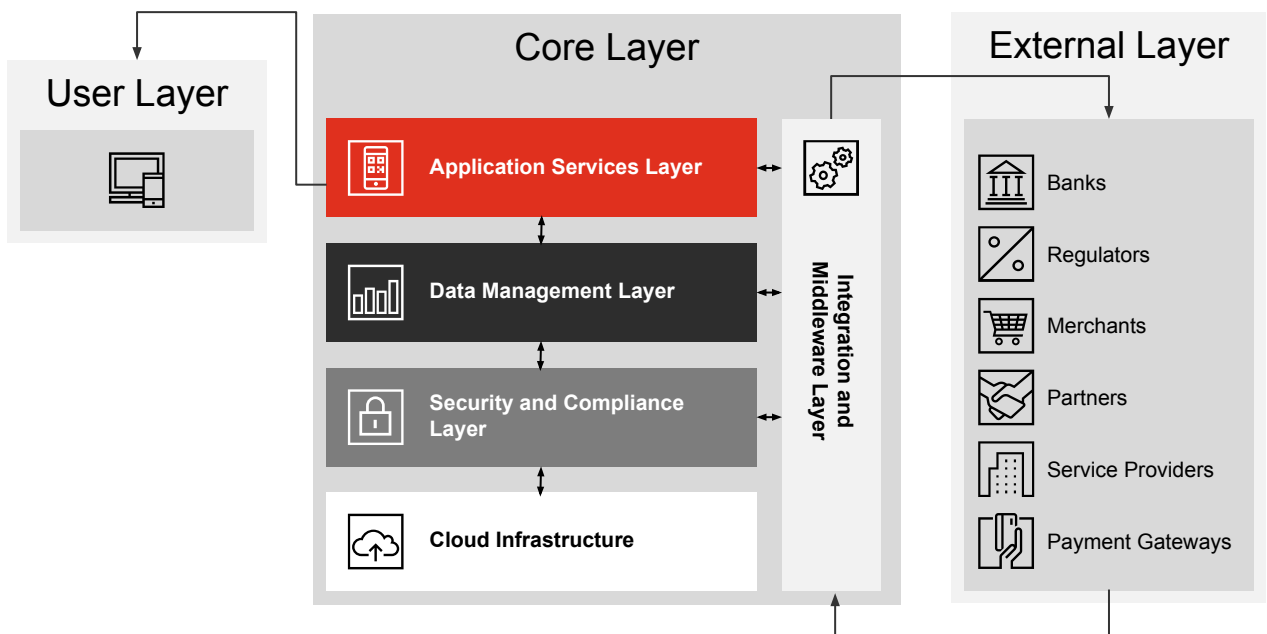 User Layer
Core Layer
Application Services Layer
Data Management Layer
Security and Compliance
Layer
Cloud Infrastructure
Integration and
Middleware Layer
External Layer
Banks
Regulators
Merchants
Partners
Service Providers
Payment Gateways